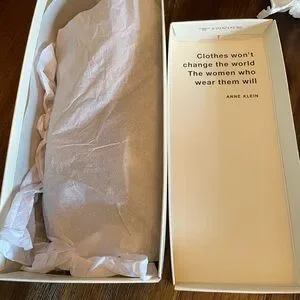 Clothes won't
change the world
The women who
wear them will
ANNE KLEIN